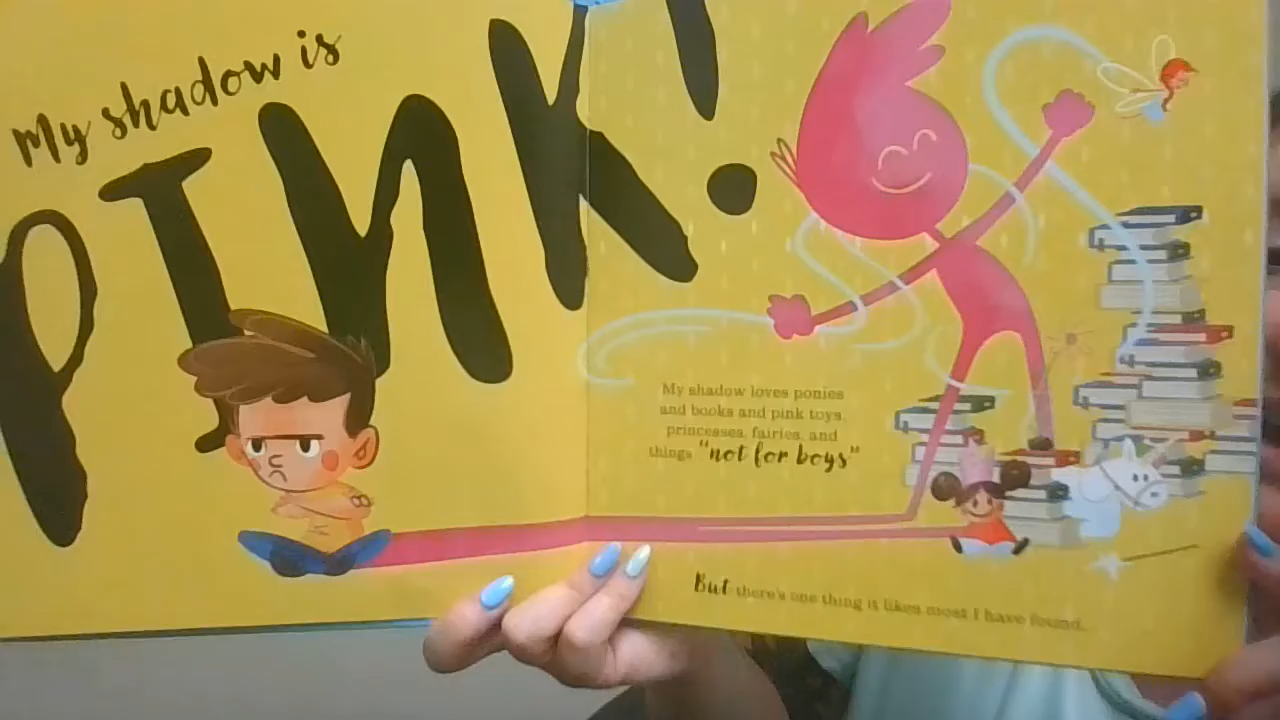 My shadow is
PINK!
My shadow loves ponies
and books and pink toys,
princesses, fairies, and
things "not for boys"
But there's one thing it likes most I have found.